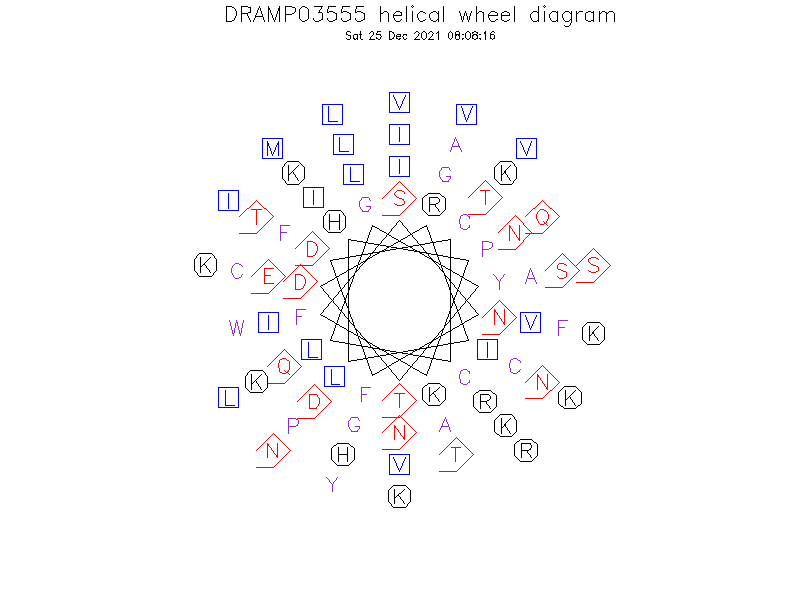 DRAMP03555 helical wheel diagram
Sat 25 Dec 2021 08:08:16
V
L V
L I A
M V
K L I G K
I I G S R T
T H C N Q
F D P
K C E D Y A S S
W I F N V F K
Q L I C
L K L C N K
D F T K R
P G N A K
N H V T R
Y K